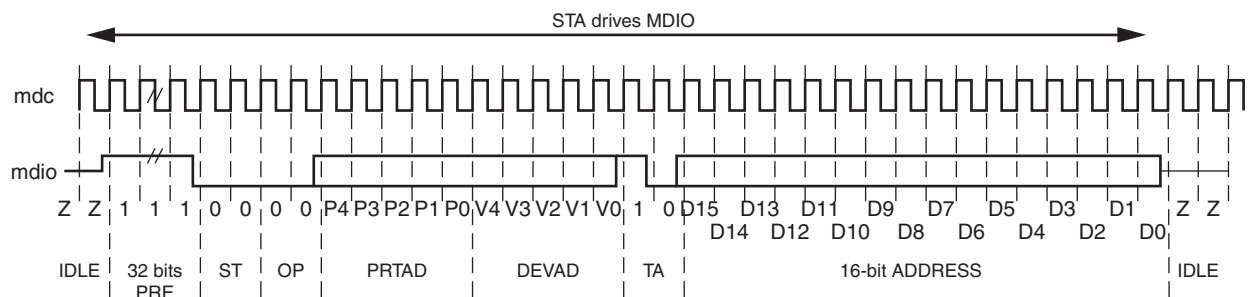 STA drives MDIO
mdc
mdio
Z Z 1 1 1 0 0 0 0 P4 P3 P2 P1 P0 V4 V3 V2 V1 V0 1 0 D15 D13 D11 D9 D7 D5 D3 D1 Z Z
D14 D12 D10 D8 D6 D4 D2 D0
IDLE 32 bits ST OP PRTAD DEVAD TA 16-bit ADDRESS IDLE
PRE